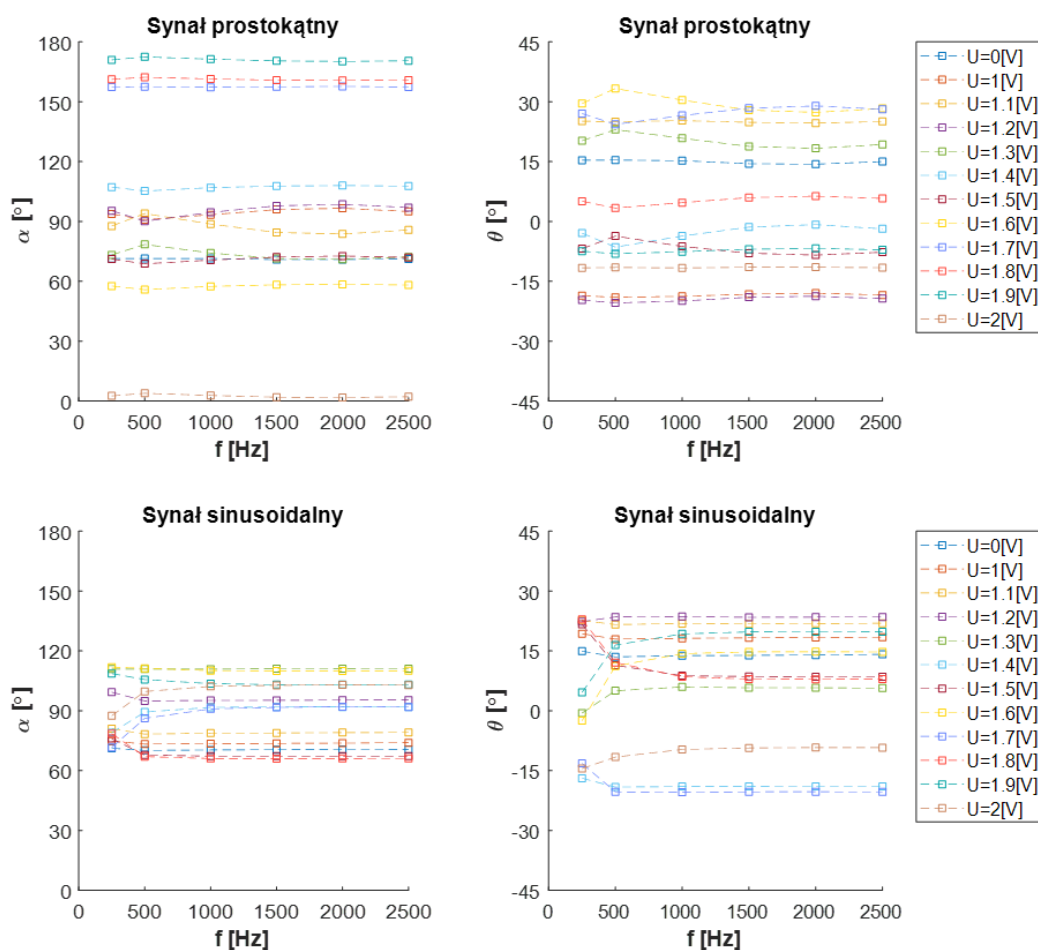 Synał prostokątny
180
150
120
90
60
30
0
α [°]
0 500 1000 1500 2000 2500
f [Hz]
Synał prostokątny
45
30
15
0
-15
-30
-45
θ [°]
0 500 1000 1500 2000 2500
f [Hz]
U=0[V]
U=1[V]
U=1.1[V]
U=1.2[V]
U=1.3[V]
U=1.4[V]
U=1.5[V]
U=1.6[V]
U=1.7[V]
U=1.8[V]
U=1.9[V]
U=2[V]
Synał sinusoidalny
180
150
120
90
60
30
0
α [°]
0 500 1000 1500 2000 2500
f [Hz]
Synał sinusoidalny
45
30
15
0
-15
-30
-45
θ [°]
0 500 1000 1500 2000 2500
f [Hz]
U=0[V]
U=1[V]
U=1.1[V]
U=1.2[V]
U=1.3[V]
U=1.4[V]
U=1.5[V]
U=1.6[V]
U=1.7[V]
U=1.8[V]
U=1.9[V]
U=2[V]